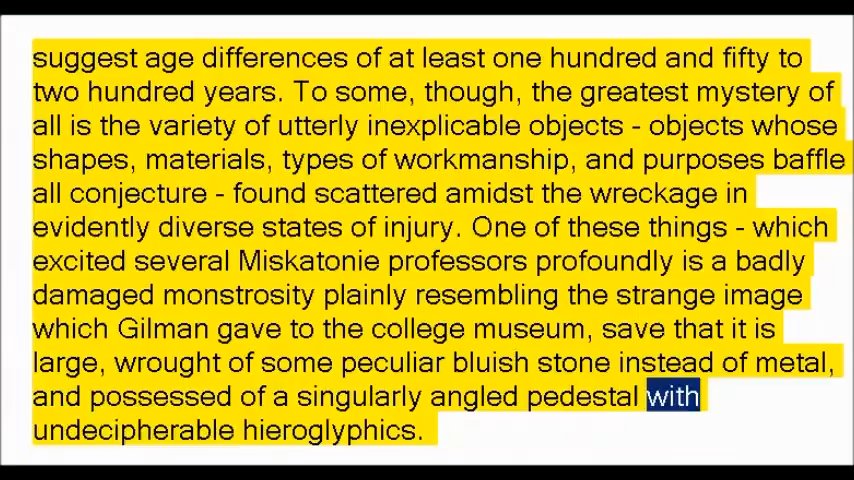 suggest age differences of at least one hundred and fifty to
two hundred years. To some, though, the greatest mystery of
all is the variety of utterly inexplicable objects - objects whose
shapes, materials, types of workmanship, and purposes baffle
all conjecture - found scattered amidst the wreckage in
evidently diverse states of injury. One of these things - which
excited several Miskatonie professors profoundly is a badly
damaged monstrosity plainly resembling the strange image
which Gilman gave to the college museum, save that it is
large, wrought of some peculiar bluish stone instead of metal,
and possessed of a singularly angled pedestal with
undecipherable hieroglyphics.